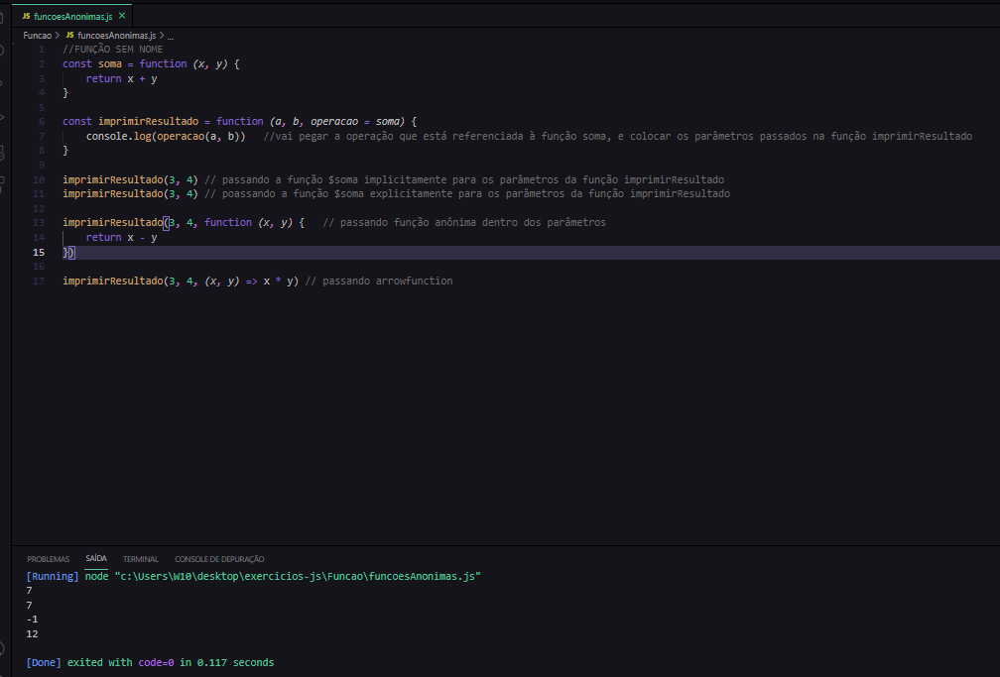 JS funcoesAnonimas.js ×
Funcao > JS funcoesAnonimas.js > ...
1 //FUNÇÃO SEM NOME
2 const soma = function (x, y) {
3 return x + y
4 }
5
6 const imprimirResultado = function (a, b, operacao = soma) {
7 console.log(operacao(a, b)) //vai pegar a operação que está referenciada à função soma, e colocar os parâmetros passados na função imprimirResultado
8 }
9
10 imprimirResultado(3, 4) // passando a função $soma implicitamente para os parâmetros da função imprimirResultado
11 imprimirResultado(3, 4) // poassando a função $soma explicitamente para os parâmetros da função imprimirResultado
12
13 imprimirResultado(3, 4, function (x, y) { // passando função anônima dentro dos parâmetros
14 return x - y
15 })
16
17 imprimirResultado(3, 4, (x, y) => x * y) // passando arrowfunction
PROBLEMAS SAÍDA TERMINAL CONSOLE DE DEPURAÇÃO
[Running] node "c:\Users\W10\desktop\exercicios-js\Funcao\funcoesAnonimas.js"
7
7
-1
12
[Done] exited with code=0 in 0.117 seconds